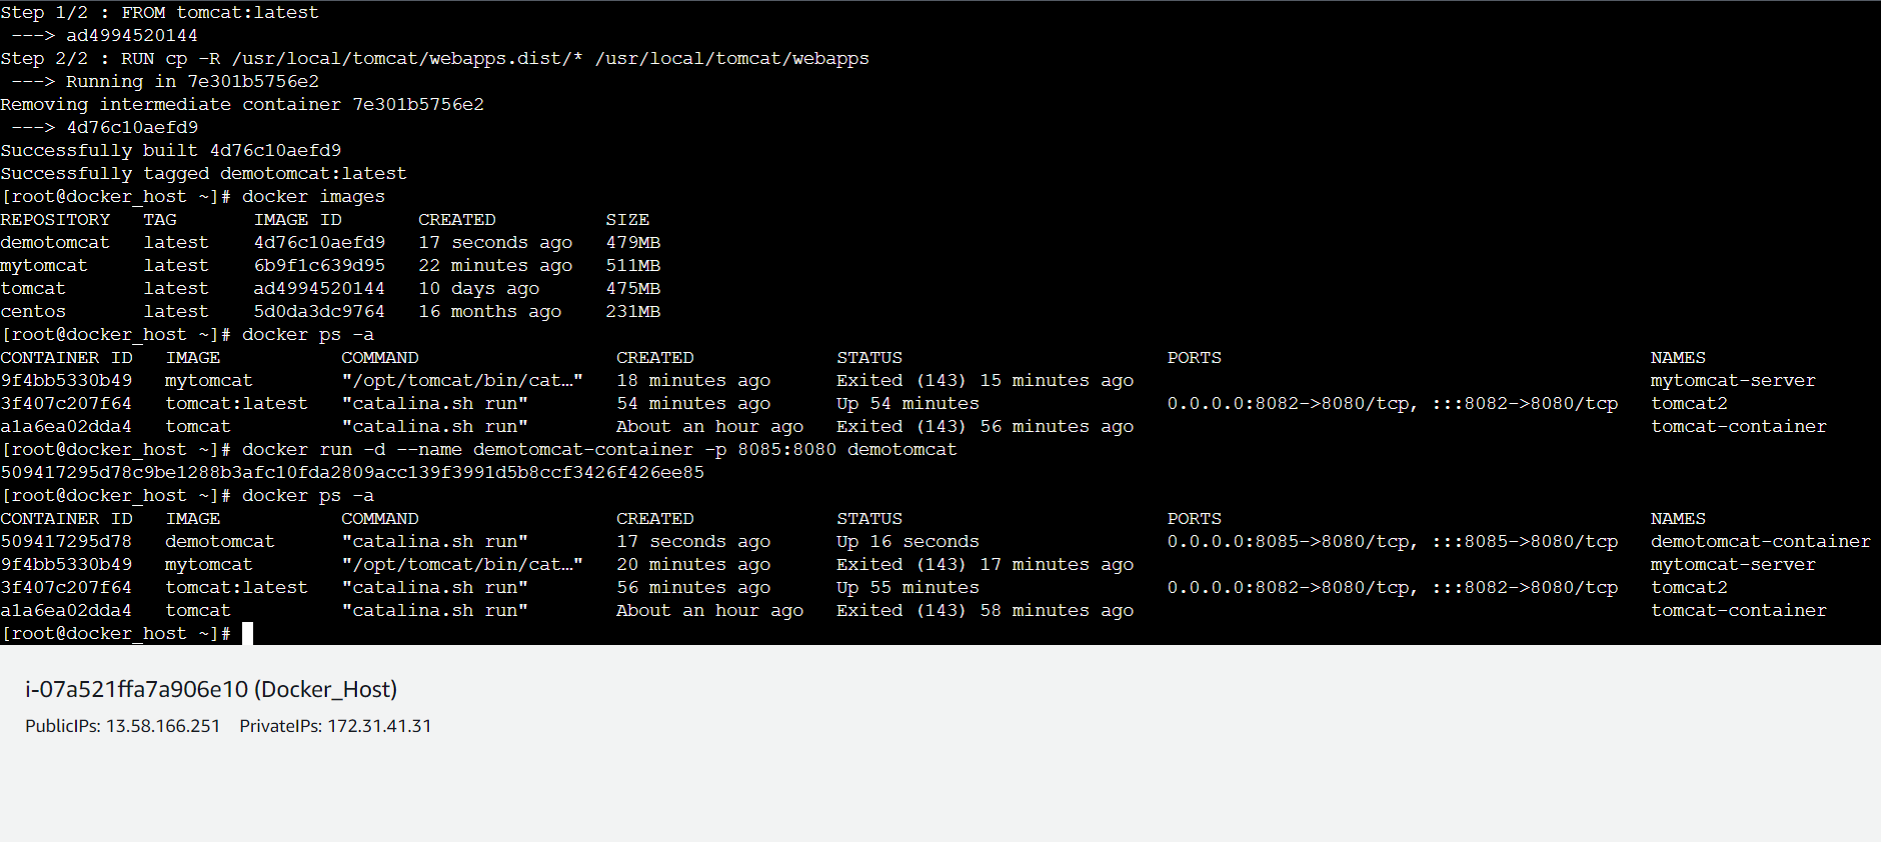 Step 1/2 : FROM tomcat:latest
---> ad4994520144
Step 2/2 : RUN cp -R /usr/local/tomcat/webapps.dist/* /usr/local/tomcat/webapps
---> Running in 7e301b5756e2
Removing intermediate container 7e301b5756e2
---> 4d76c10aefd9
Successfully built 4d76c10aefd9
Successfully tagged demotomcat:latest
[root@docker_host ~]# docker images
REPOSITORY   TAG       IMAGE ID       CREATED          SIZE
demotomcat   latest    4d76c10aefd9   17 seconds ago   479MB
mytomcat     latest    6b9f1c639d95   22 minutes ago   511MB
tomcat       latest    ad4994520144   10 days ago      475MB
centos       latest    5d0da3dc9764   16 months ago    231MB
[root@docker_host ~]# docker ps -a
CONTAINER ID   IMAGE           COMMAND                  CREATED             STATUS                        PORTS                                       NAMES
9f4bb5330b49   mytomcat        "/opt/tomcat/bin/cat…"   18 minutes ago      Exited (143) 15 minutes ago                                               mytomcat-server
3f407c207f64   tomcat:latest   "catalina.sh run"        54 minutes ago      Up 54 minutes                 0.0.0.0:8082->8080/tcp, :::8082->8080/tcp   tomcat2
a1a6ea02dda4   tomcat          "catalina.sh run"        About an hour ago   Exited (143) 56 minutes ago                                               tomcat-container
[root@docker_host ~]# docker run -d --name demotomcat-container -p 8085:8080 demotomcat
509417295d78c9be1288b3afc10fda2809acc139f3991d5b8ccf3426f426ee85
[root@docker_host ~]# docker ps -a
CONTAINER ID   IMAGE           COMMAND                  CREATED             STATUS                        PORTS                                       NAMES
509417295d78   demotomcat      "catalina.sh run"        17 seconds ago      Up 16 seconds                 0.0.0.0:8085->8080/tcp, :::8085->8080/tcp   demotomcat-container
9f4bb5330b49   mytomcat        "/opt/tomcat/bin/cat…"   20 minutes ago      Exited (143) 17 minutes ago                                               mytomcat-server
3f407c207f64   tomcat:latest   "catalina.sh run"        56 minutes ago      Up 55 minutes                 0.0.0.0:8082->8080/tcp, :::8082->8080/tcp   tomcat2
a1a6ea02dda4   tomcat          "catalina.sh run"        About an hour ago   Exited (143) 58 minutes ago                                               tomcat-container
[root@docker_host ~]#
i-07a521ffa7a906e10 (Docker_Host)
PublicIPs: 13.58.166.251 PrivateIPs: 172.31.41.31